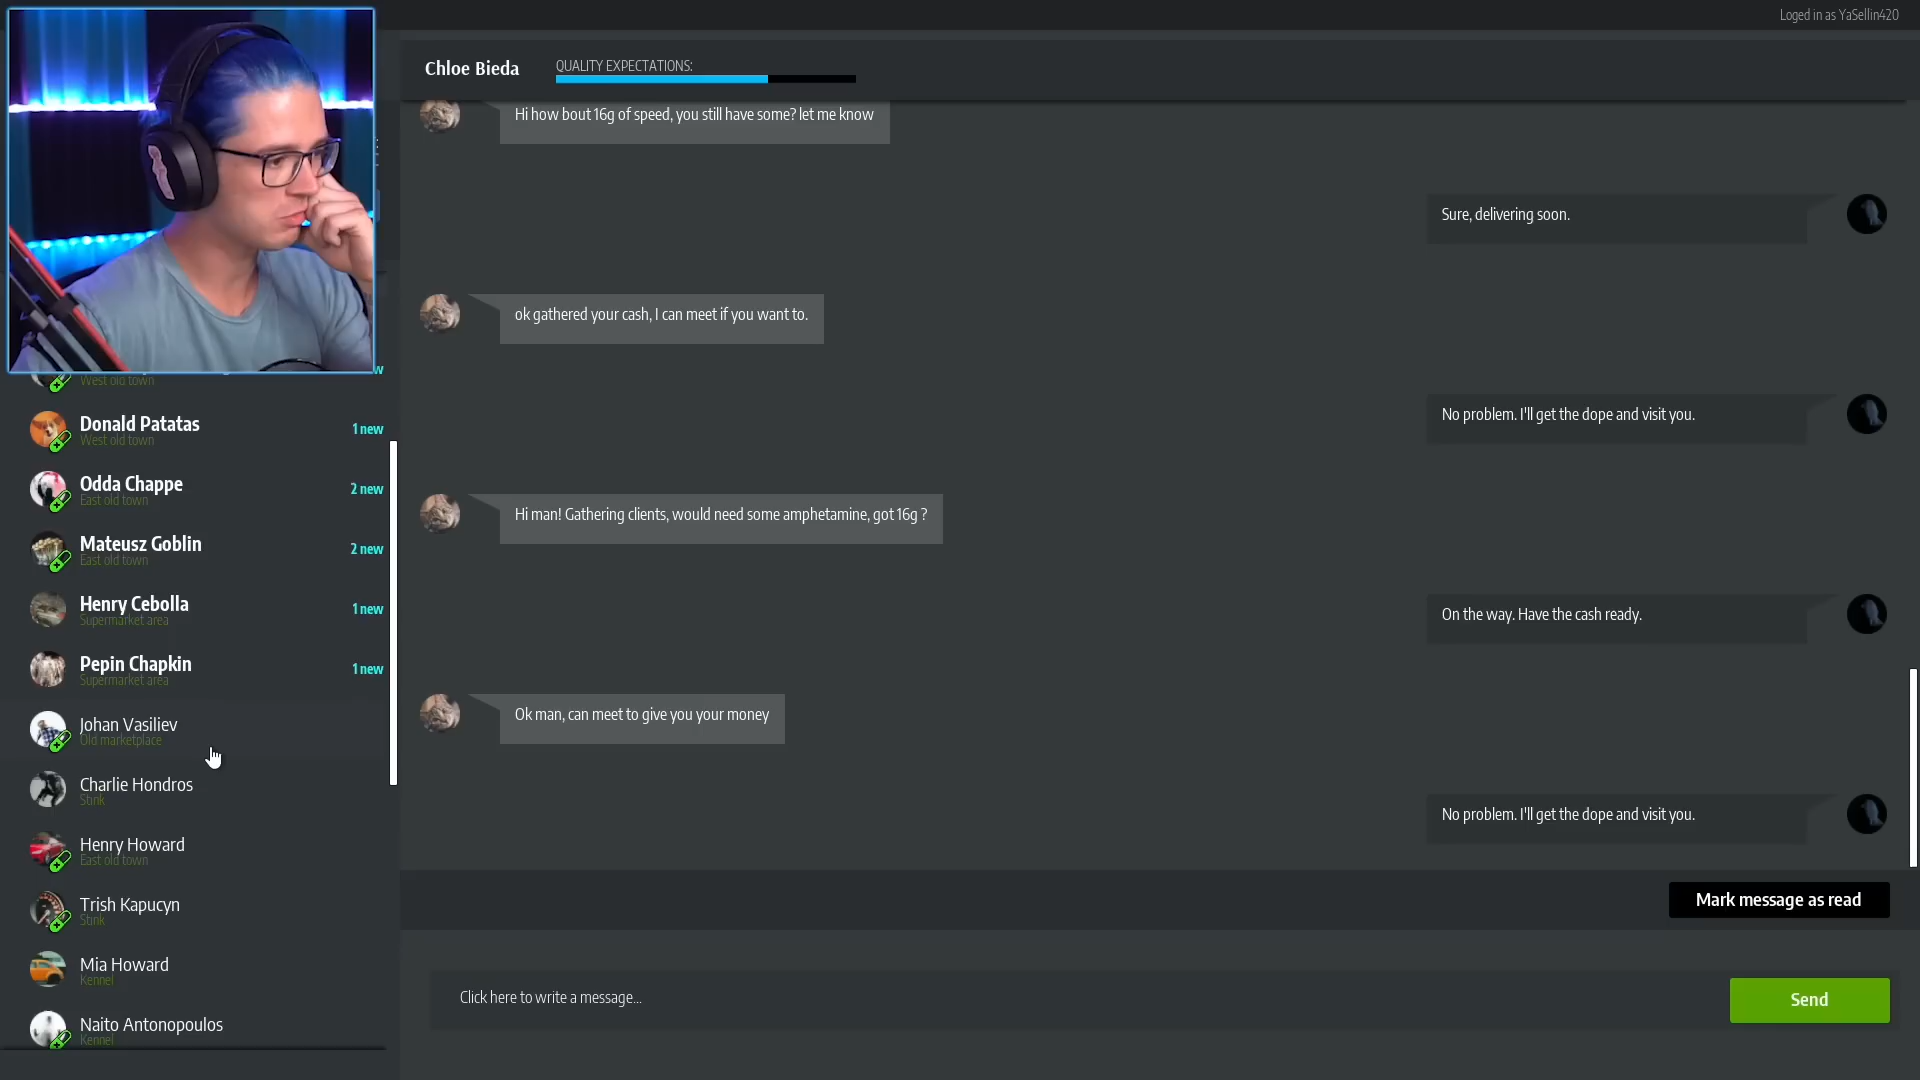 Loged in as YaSellin420
Chloe Bieda
QUALITY EXPECTATIONS:
Hi how bout 16g of speed, you still have some? let me know
Sure, delivering soon.
ok gathered your cash, I can meet if you want to.
No problem. I'll get the dope and visit you.
Hi man! Gathering clients, would need some amphetamine, got 16g ?
On the way. Have the cash ready.
Ok man, can meet to give you your money
No problem. I'll get the dope and visit you.
Mark message as read
Click here to write a message...
Send
West old town
Donald Patatas
1 new
West old town
Odda Chappe
2 new
East old town
Mateusz Goblin
2 new
East old town
Henry Cebolla
1 new
Supermarket area
Pepin Chapkin
1 new
Supermarket area
Johan Vasiliev
Old marketplace
Charlie Hondros
Stink
Henry Howard
East old town
Trish Kapucyn
Stink
Mia Howard
Kennel
Naito Antonopoulos
Kennel